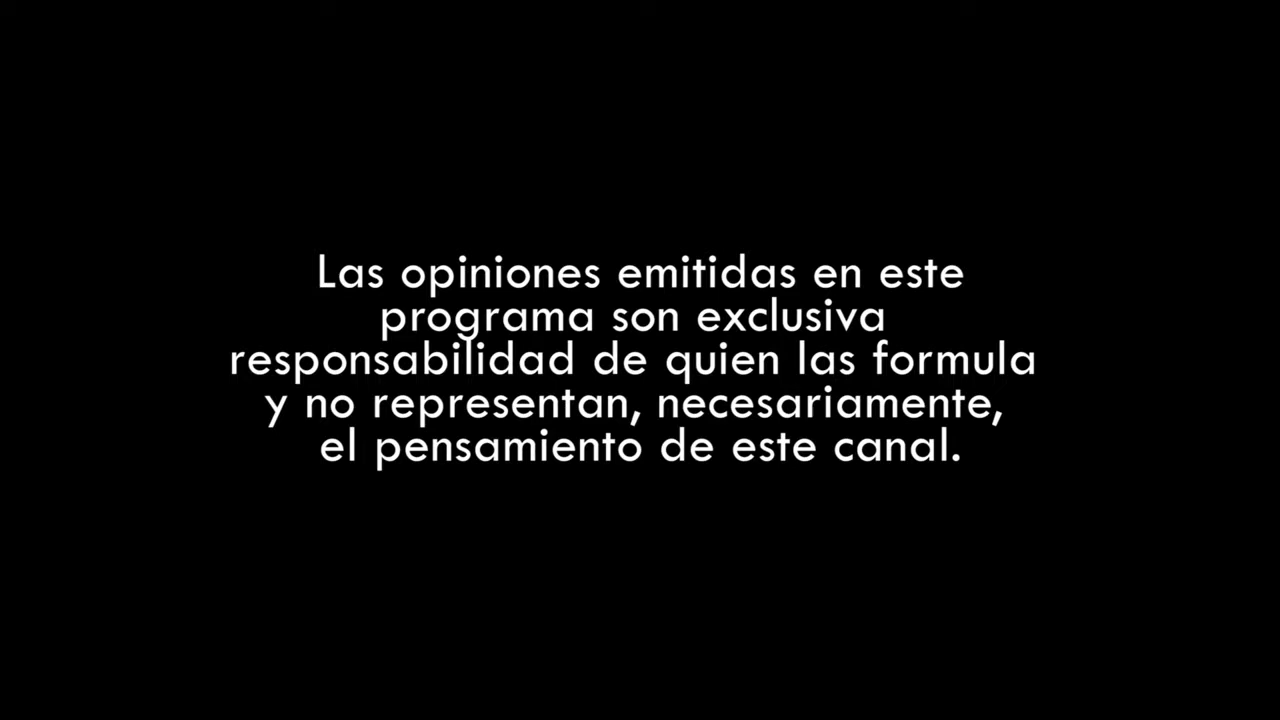 Las opiniones emitidas en este
programa son exclusiva
responsabilidad de quien las formula
y no representan, necesariamente,
el pensamiento de este canal.